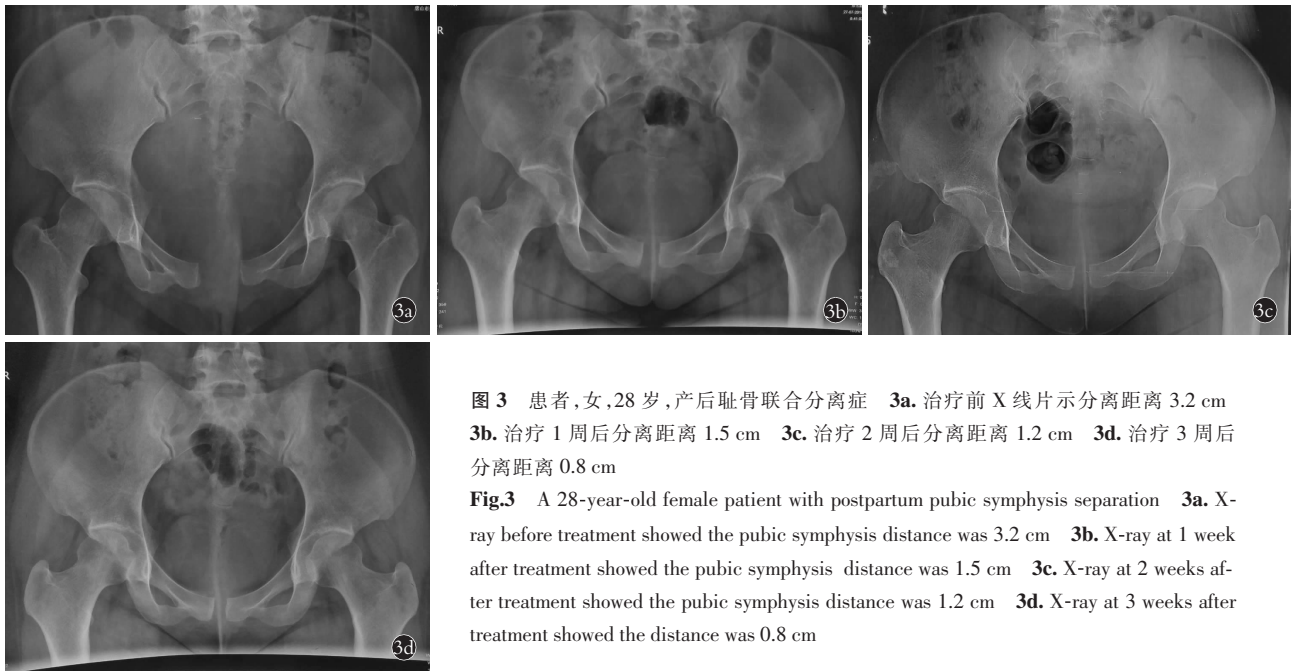 R
3a
3b
3c
R
3d
图 3 患者,女,28 岁,产后耻骨联合分离症 3a. 治疗前 X 线片示分离距离 3.2 cm
3b. 治疗 1 周后分离距离 1.5 cm 3c. 治疗 2 周后分离距离 1.2 cm 3d. 治疗 3 周后
分离距离 0.8 cm
Fig.3 A 28-year-old female patient with postpartum pubic symphysis separation 3a. X-
ray before treatment showed the pubic symphysis distance was 3.2 cm 3b. X-ray at 1 week
after treatment showed the pubic symphysis distance was 1.5 cm 3c. X-ray at 2 weeks af-
ter treatment showed the pubic symphysis distance was 1.2 cm 3d. X-ray at 3 weeks after
treatment showed the distance was 0.8 cm